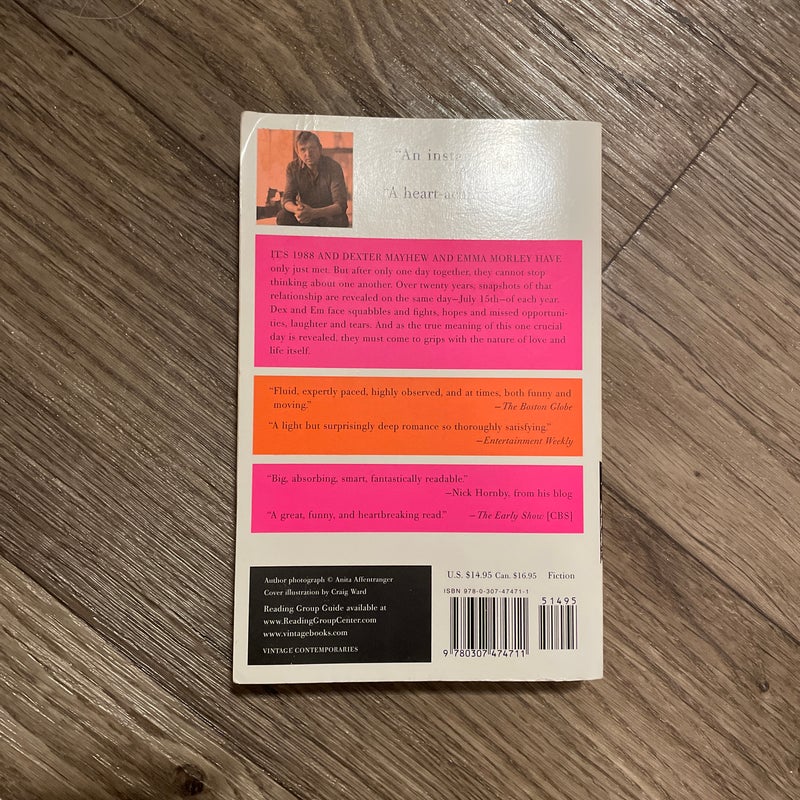 “An insta
“A heart-ach
IT'S 1988 AND DEXTER MAYHEW AND EMMA MORLEY HAVE
only just met. But after only one day together, they cannot stop
thinking about one another. Over twenty years, snapshots of that
relationship are revealed on the same day—July 15th—of each year.
Dex and Em face squabbles and fights, hopes and missed opportuni-
ties, laughter and tears. And as the true meaning of this one crucial
day is revealed, they must come to grips with the nature of love and
life itself.
“Fluid, expertly paced, highly observed, and at times, both funny and
moving.” —The Boston Globe
“A light but surprisingly deep romance so thoroughly satisfying.”
—Entertainment Weekly
“Big, absorbing, smart, fantastically readable.”
—Nick Hornby, from his blog
“A great, funny, and heartbreaking read.” —The Early Show [CBS]
Author photograph © Anita Affentranger
Cover illustration by Craig Ward
Reading Group Guide available at
www.ReadingGroupCenter.com
www.vintagebooks.com
VINTAGE CONTEMPORARIES
U.S. $14.95 Can. $16.95 Fiction
ISBN 978-0-307-47471-1
51495
9 780307 474711